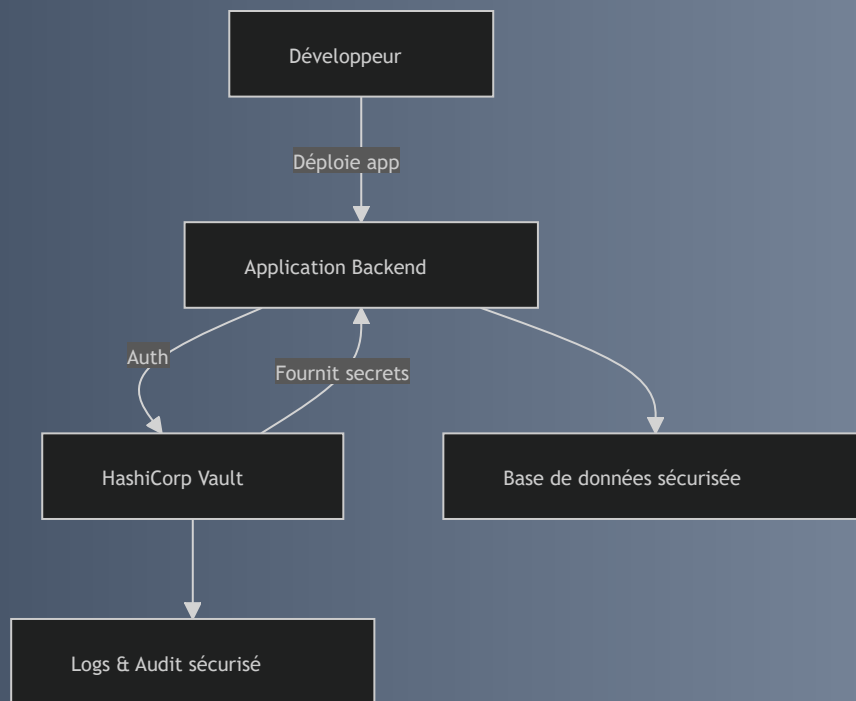 Développeur
Déploie app
Application Backend
Auth
Fournit secrets
HashiCorp Vault
Base de données sécurisée
Logs & Audit sécurisé